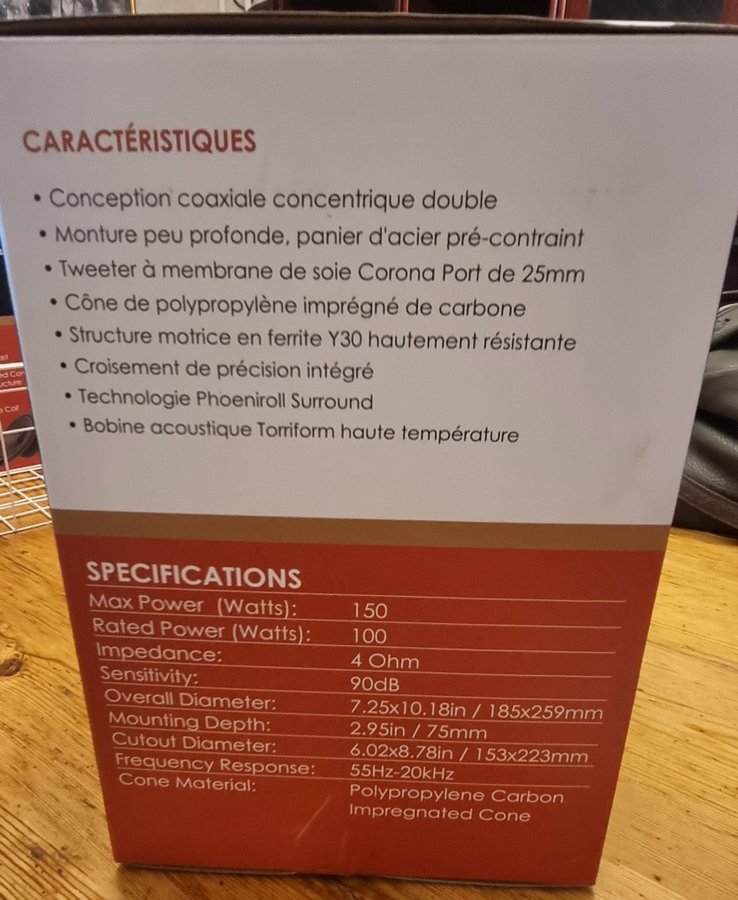 CARACTÉRISTIQUES
• Conception coaxiale concentrique double
• Monture peu profonde, panier d'acier pré-contraint
• Tweeter à membrane de soie Corona Port de 25mm
• Cône de polypropylène imprégné de carbone
• Structure motrice en ferrite Y30 hautement résistante
• Croisement de précision intégré
• Technologie Phoeniroll Surround
• Bobine acoustique Torriform haute température
SPECIFICATIONS
Max Power (Watts): 150
Rated Power (Watts): 100
Impedance: 4 Ohm
Sensitivity: 90dB
Overall Diameter: 7.25x10.18in / 185x259mm
Mounting Depth: 2.95in / 75mm
Cutout Diameter: 6.02x8.78in / 153x223mm
Frequency Response: 55Hz-20kHz
Cone Material: Polypropylene Carbon
Impregnated Cone